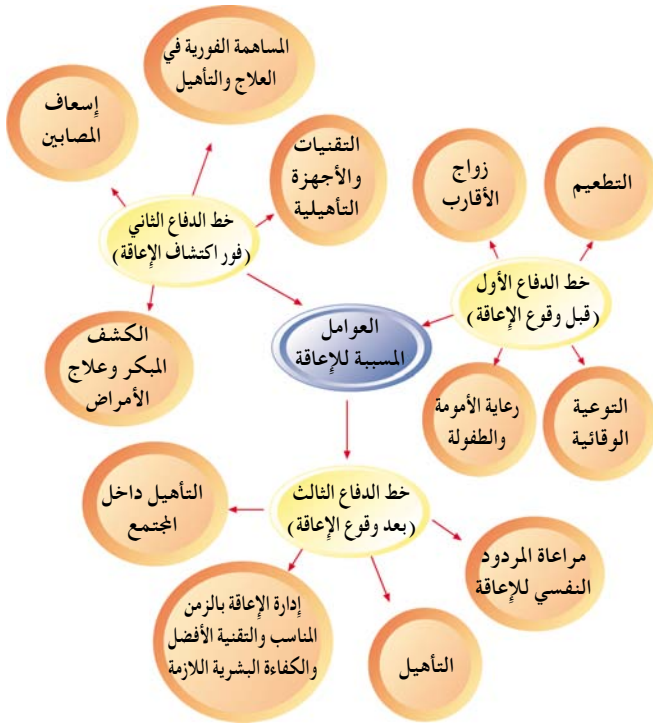 المساهمة الفورية في
العلاج والتأهيل
إسعاف
المصابين
التقنيات
والأجهزة
التأهيلية
خط الدفاع الثاني
(فور اكتشاف الإعاقة)
الكشف
المبكر وعلاج
الأمراض
زواج
الأقارب
التطعيم
خط الدفاع الأول
(قبل وقوع الإعاقة)
رعاية الأمومة
والطفولة
التوعية
الوقائية
العوامل
المسببة للإعاقة
خط الدفاع الثالث
(بعد وقوع الإعاقة)
التأهيل داخل
المجتمع
إدارة الإعاقة بالزمن
المناسب والتقنية الأفضل
والكفاءة البشرية اللازمة
التأهيل
مراعاة المردود
النفسي للإعاقة